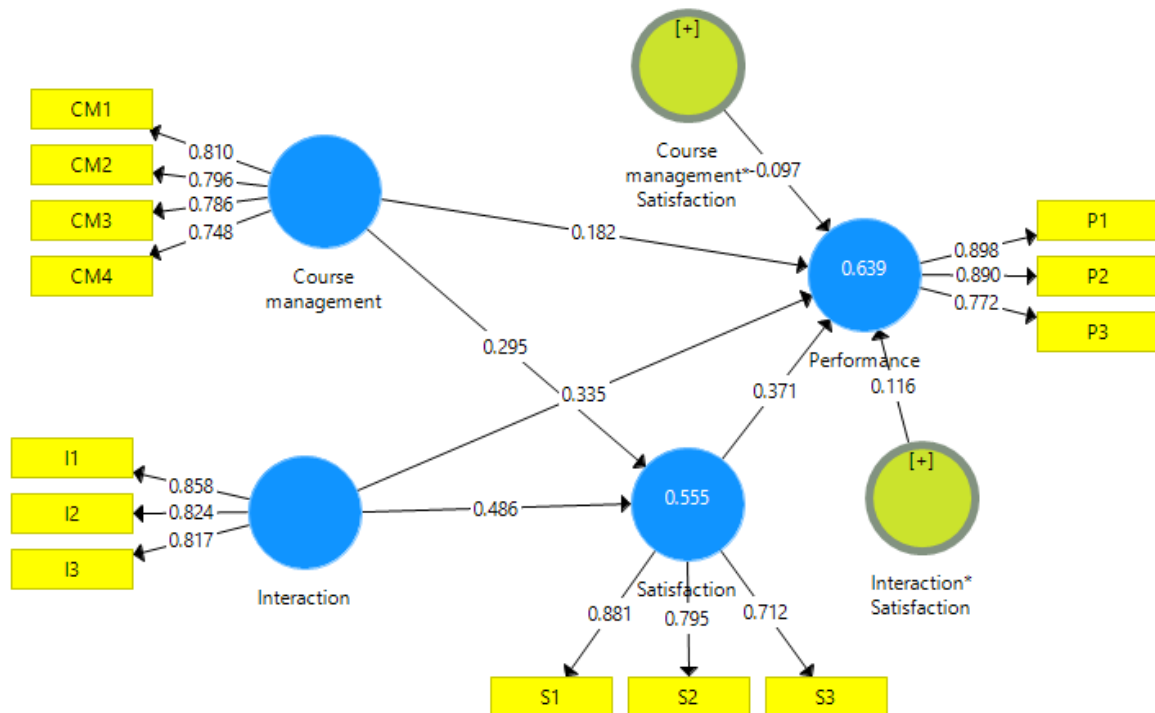 [+]
CM1
0.810
CM2
0.796
CM3
0.786
CM4
0.748
Course
management
Course
management*
Satisfaction
-0.097
0.182
0.639
Performance
P1
0.898
P2
0.890
P3
0.772
0.295
0.335
0.371
0.116
I1
0.858
I2
0.824
I3
0.817
Interaction
0.486
0.555
Satisfaction
[+]
Interaction*
Satisfaction
0.881
0.795
0.712
S1
S2
S3